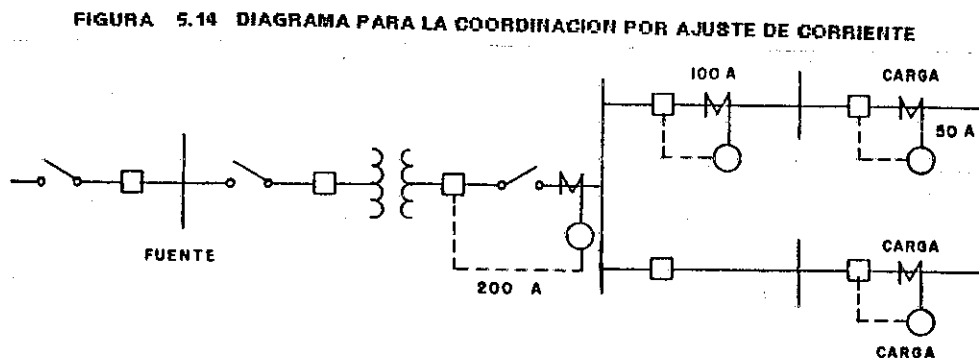 FIGURA 5.14 DIAGRAMA PARA LA COORDINACION POR AJUSTE DE CORRIENTE
100 A
CARGA
50 A
FUENTE
200 A
CARGA
CARGA